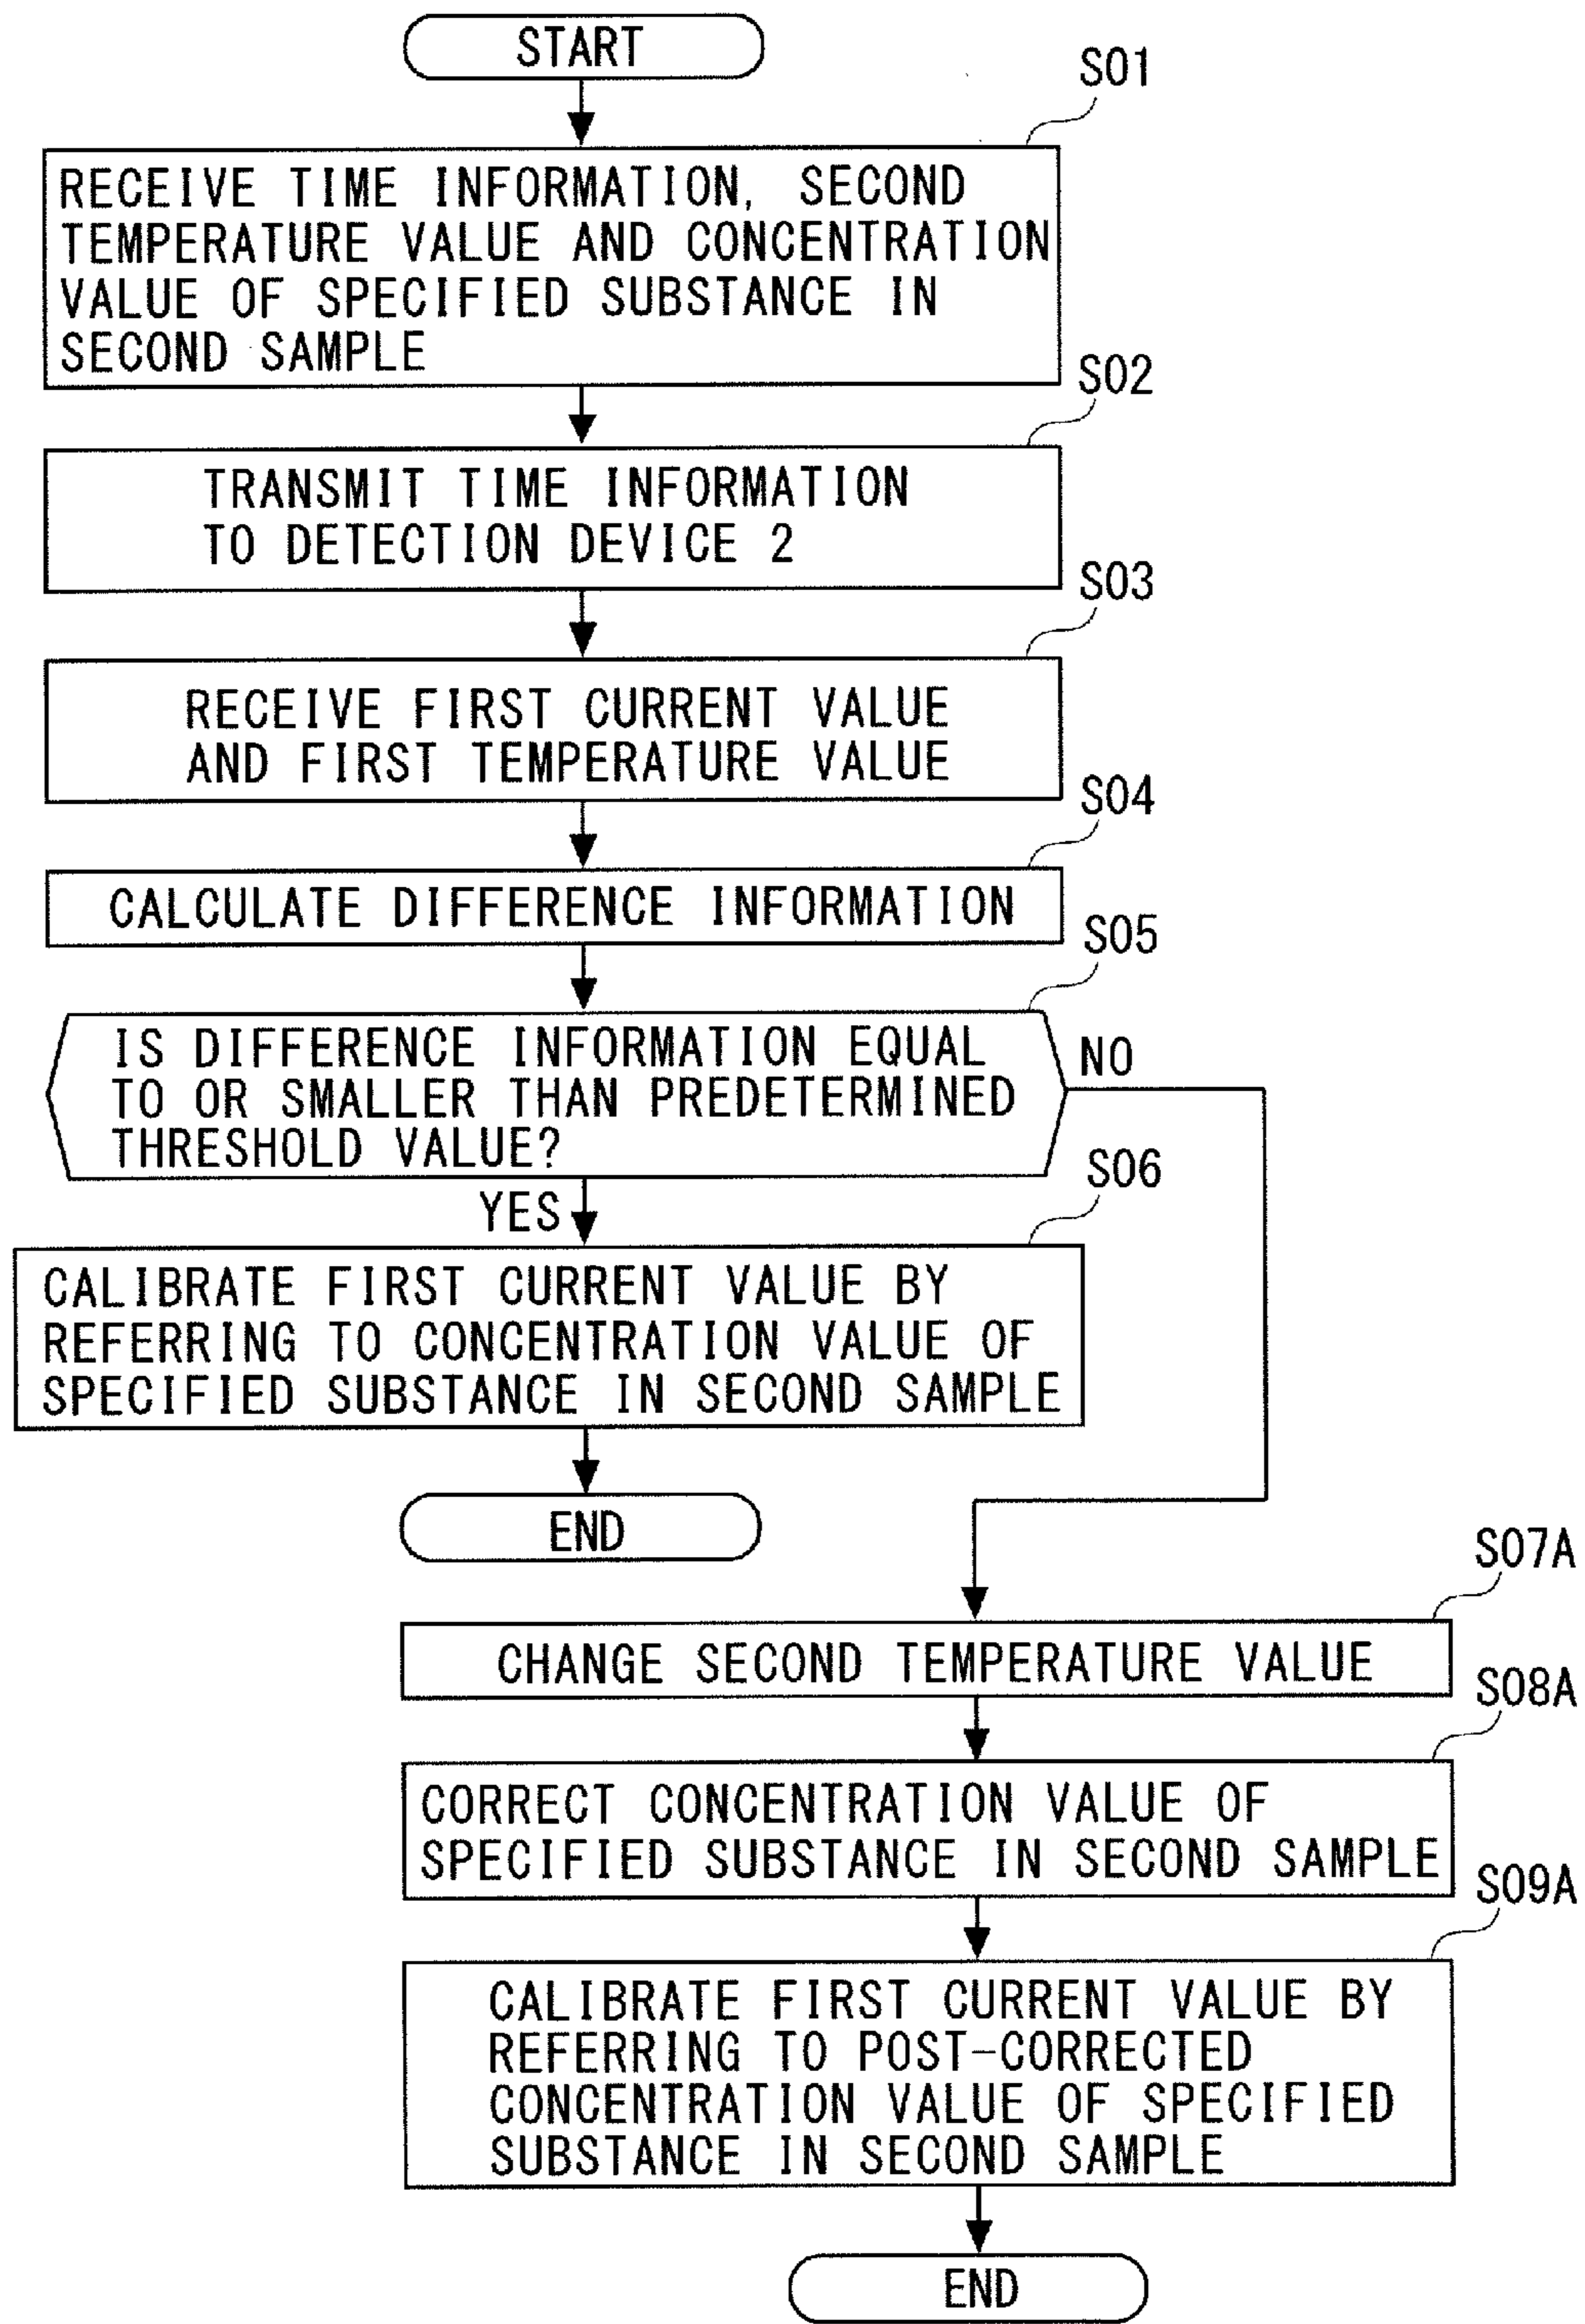 START
S01
RECEIVE TIME INFORMATION, SECOND
TEMPERATURE VALUE AND CONCENTRATION
VALUE OF SPECIFIED SUBSTANCE IN
SECOND SAMPLE
S02
TRANSMIT TIME INFORMATION
TO DETECTION DEVICE 2
S03
RECEIVE FIRST CURRENT VALUE
AND FIRST TEMPERATURE VALUE
S04
CALCULATE DIFFERENCE INFORMATION
S05
IS DIFFERENCE INFORMATION EQUAL
TO OR SMALLER THAN PREDETERMINED
THRESHOLD VALUE?
NO
YES
S06
CALIBRATE FIRST CURRENT VALUE BY
REFERRING TO CONCENTRATION VALUE OF
SPECIFIED SUBSTANCE IN SECOND SAMPLE
END
S07A
CHANGE SECOND TEMPERATURE VALUE
S08A
CORRECT CONCENTRATION VALUE OF
SPECIFIED SUBSTANCE IN SECOND SAMPLE
S09A
CALIBRATE FIRST CURRENT VALUE BY
REFERRING TO POST-CORRECTED
CONCENTRATION VALUE OF SPECIFIED
SUBSTANCE IN SECOND SAMPLE
END